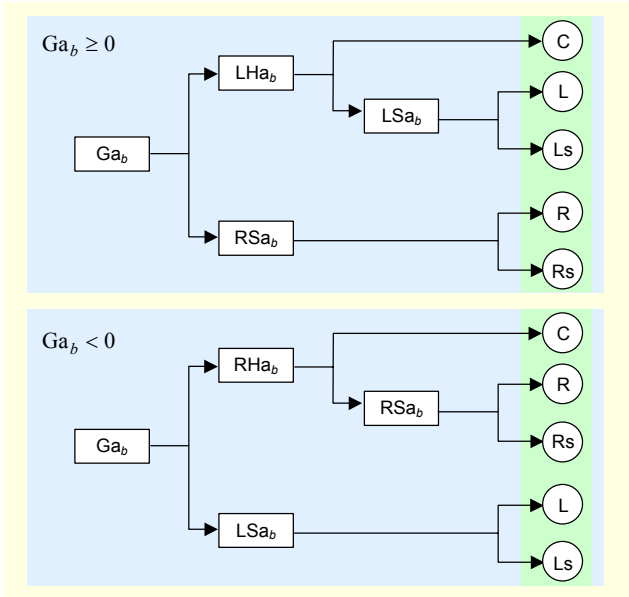 Ga_b ≥ 0
C
LHa_b
L
LSa_b
Ga_b
Ls
R
RSa_b
Rs
Ga_b < 0
C
RHa_b
R
RSa_b
Ga_b
Rs
L
LSa_b
Ls